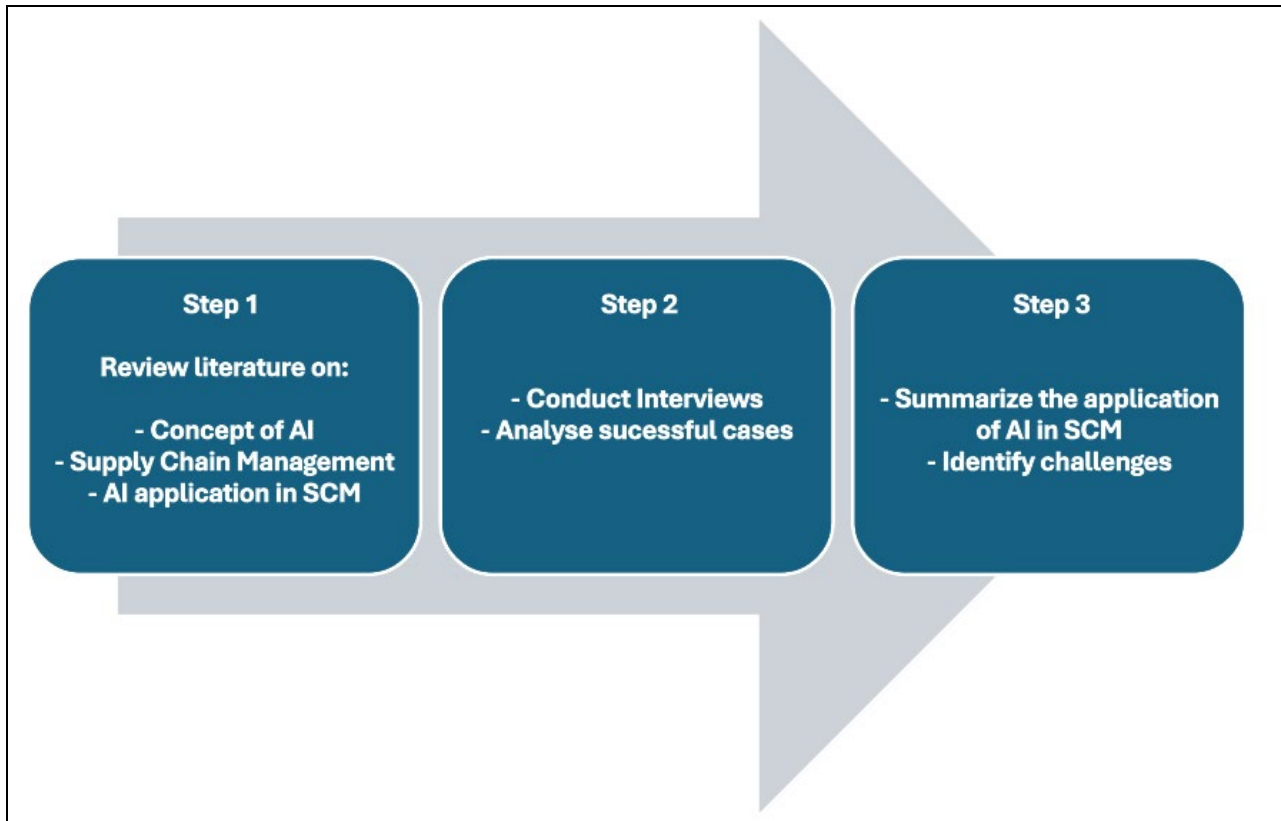 Step 1
Review literature on:
- Concept of AI
- Supply Chain Management
- AI application in SCM
Step 2
- Conduct Interviews
- Analyse sucessful cases
Step 3
- Summarize the application
of AI in SCM
- Identify challenges